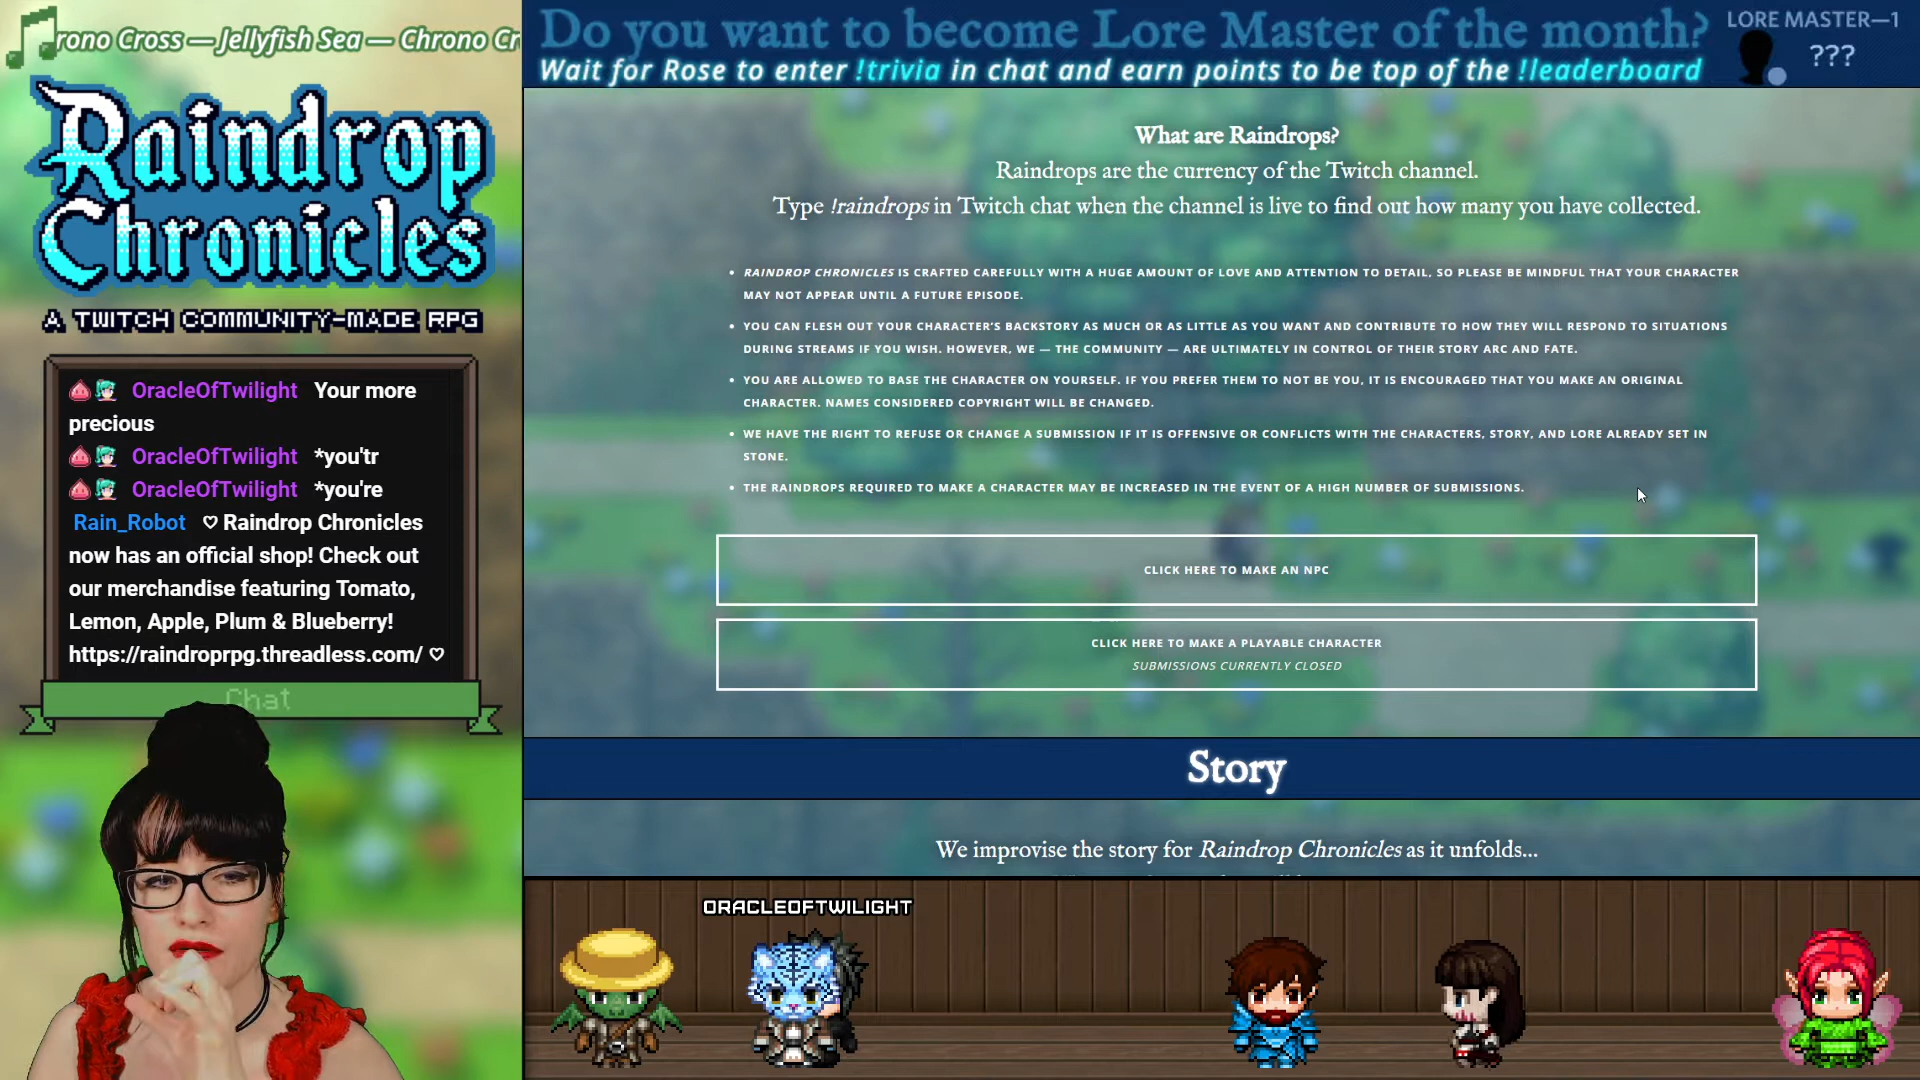 rono Cross — Jellyfish Sea — Chrono Cr
Raindrop
Chronicles
A TWITCH COMMUNITY-MADE RPG
OracleOfTwilight Your more
precious
OracleOfTwilight *you'tr
OracleOfTwilight *you're
Rain_Robot ♡ Raindrop Chronicles
now has an official shop! Check out
our merchandise featuring Tomato,
Lemon, Apple, Plum & Blueberry!
https://raindroprpg.threadless.com/ ♡
Chat
Do you want to become Lore Master of the month?
Wait for Rose to enter !trivia in chat and earn points to be top of the !leaderboard
LORE MASTER—1
???
What are Raindrops?
Raindrops are the currency of the Twitch channel.
Type !raindrops in Twitch chat when the channel is live to find out how many you have collected.
• RAINDROP CHRONICLES IS CRAFTED CAREFULLY WITH A HUGE AMOUNT OF LOVE AND ATTENTION TO DETAIL, SO PLEASE BE MINDFUL THAT YOUR CHARACTER
MAY NOT APPEAR UNTIL A FUTURE EPISODE.
• YOU CAN FLESH OUT YOUR CHARACTER'S BACKSTORY AS MUCH OR AS LITTLE AS YOU WANT AND CONTRIBUTE TO HOW THEY WILL RESPOND TO SITUATIONS
DURING STREAMS IF YOU WISH. HOWEVER, WE — THE COMMUNITY — ARE ULTIMATELY IN CONTROL OF THEIR STORY ARC AND FATE.
• YOU ARE ALLOWED TO BASE THE CHARACTER ON YOURSELF. IF YOU PREFER THEM TO NOT BE YOU, IT IS ENCOURAGED THAT YOU MAKE AN ORIGINAL
CHARACTER. NAMES CONSIDERED COPYRIGHT WILL BE CHANGED.
• WE HAVE THE RIGHT TO REFUSE OR CHANGE A SUBMISSION IF IT IS OFFENSIVE OR CONFLICTS WITH THE CHARACTERS, STORY, AND LORE ALREADY SET IN
STONE.
• THE RAINDROPS REQUIRED TO MAKE A CHARACTER MAY BE INCREASED IN THE EVENT OF A HIGH NUMBER OF SUBMISSIONS.
CLICK HERE TO MAKE AN NPC
CLICK HERE TO MAKE A PLAYABLE CHARACTER
SUBMISSIONS CURRENTLY CLOSED
Story
We improvise the story for Raindrop Chronicles as it unfolds...
ORACLEOFTWILIGHT